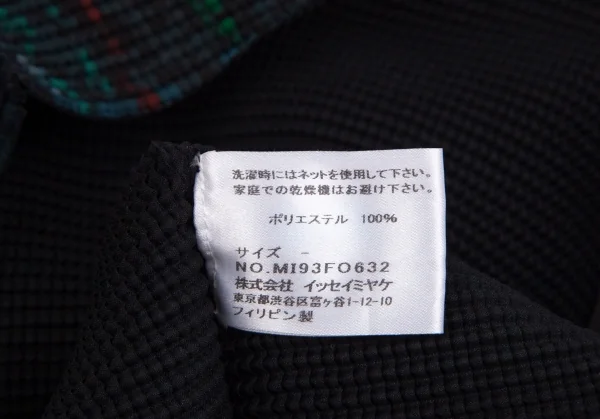 洗濯時にはネットを使用して下さい。
家庭での乾燥機はお避け下さい。
ポリエステル 100%
サイズ -
NO.MI93FO632
株式会社 イッセイミヤケ
東京都渋谷区富ヶ谷1-12-10
フィリピン製